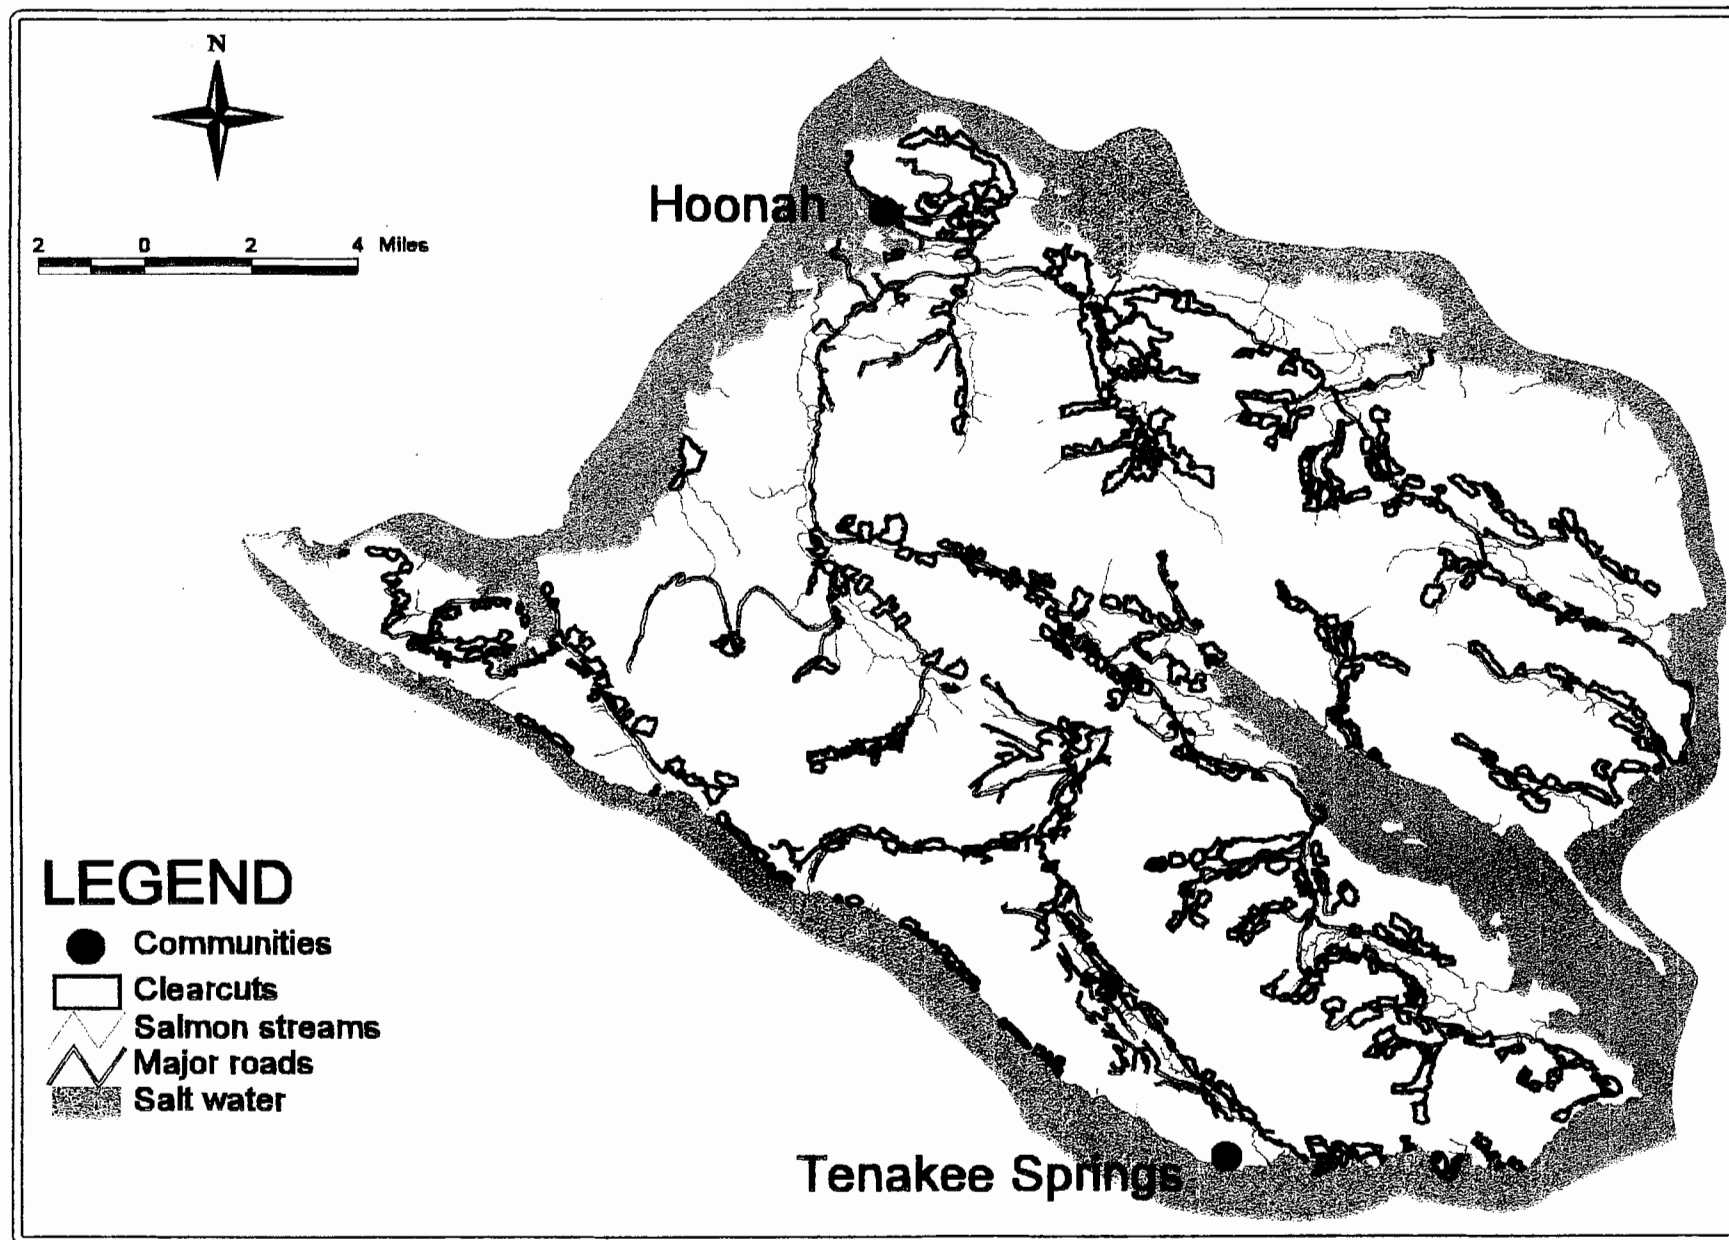 N
Hoonah
2 0 2 4 Miles
LEGEND
Communities
Clearcuts
Salmon streams
Major roads
Salt water
Tenakee Springs